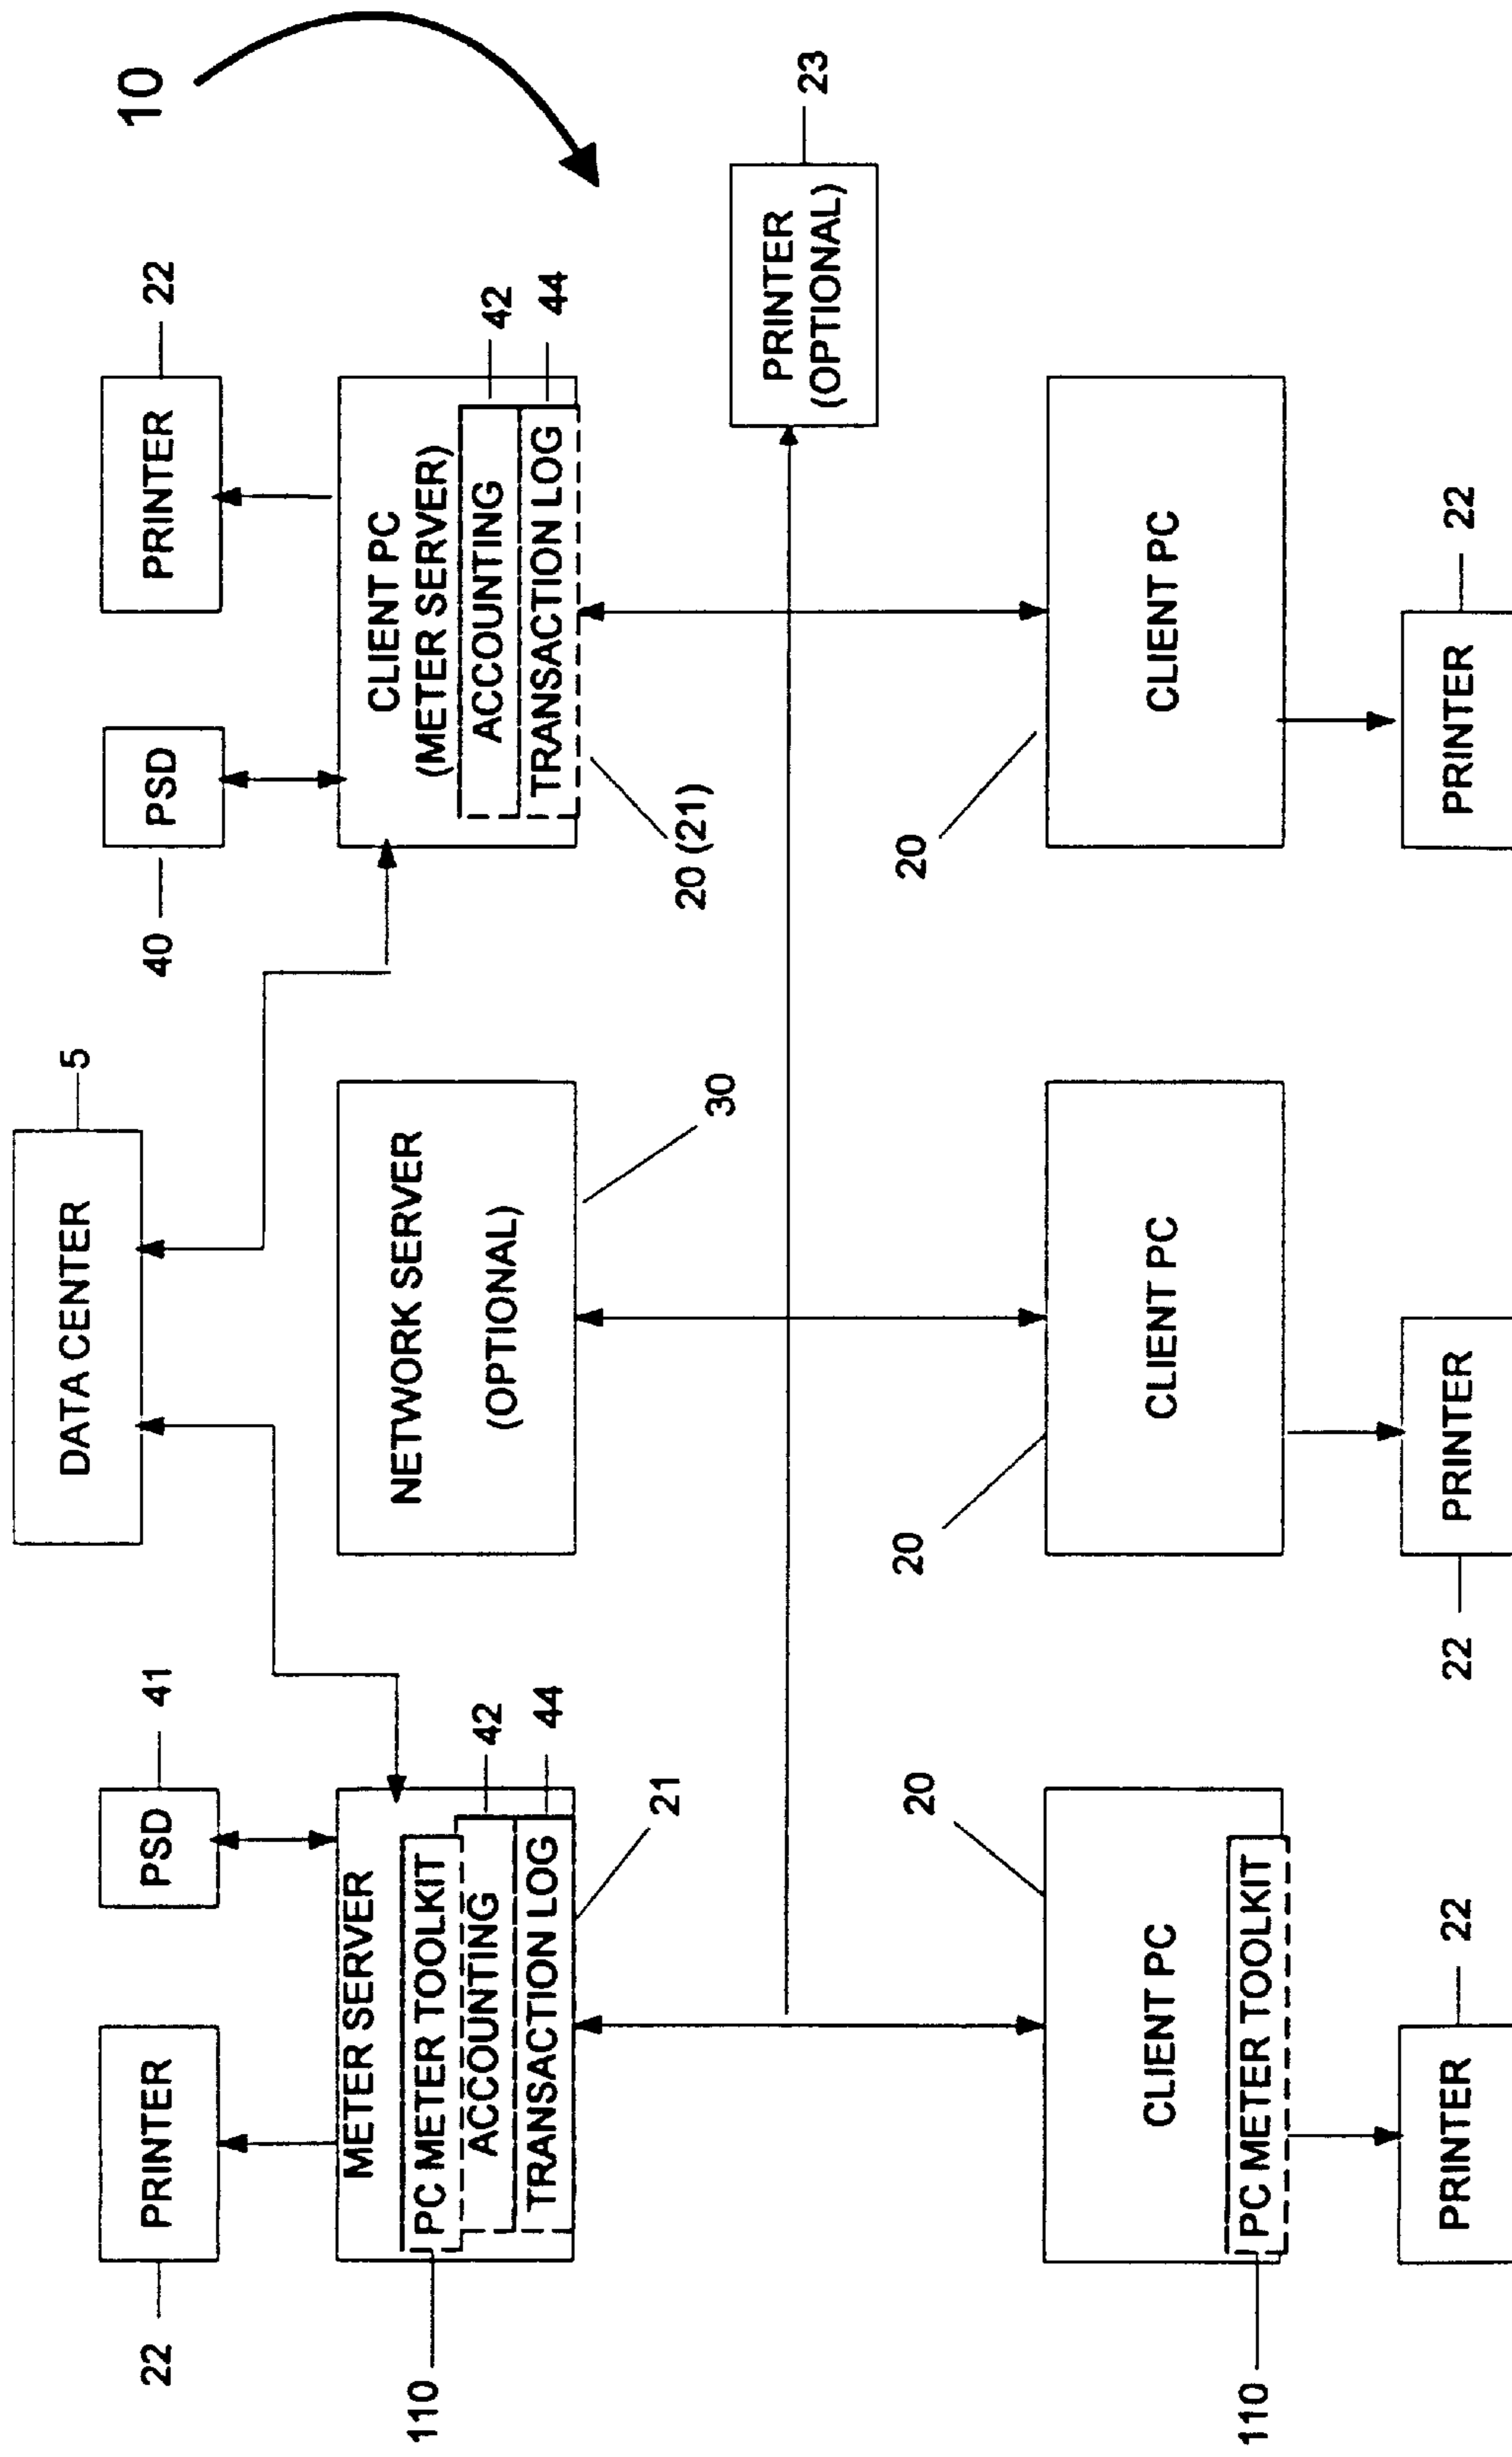 10
DATA CENTER
5
22
PRINTER
PSD
41
40
PSD
PRINTER
22
METER SERVER
110
PC METER TOOLKIT
ACCOUNTING
42
TRANSACTION LOG
44
21
NETWORK SERVER
(OPTIONAL)
30
CLIENT PC
(METER SERVER)
ACCOUNTING
42
TRANSACTION LOG
44
20 (21)
PRINTER
(OPTIONAL)
23
20
CLIENT PC
110
PC METER TOOLKIT
20
CLIENT PC
20
CLIENT PC
PRINTER
22
22
PRINTER
PRINTER
22